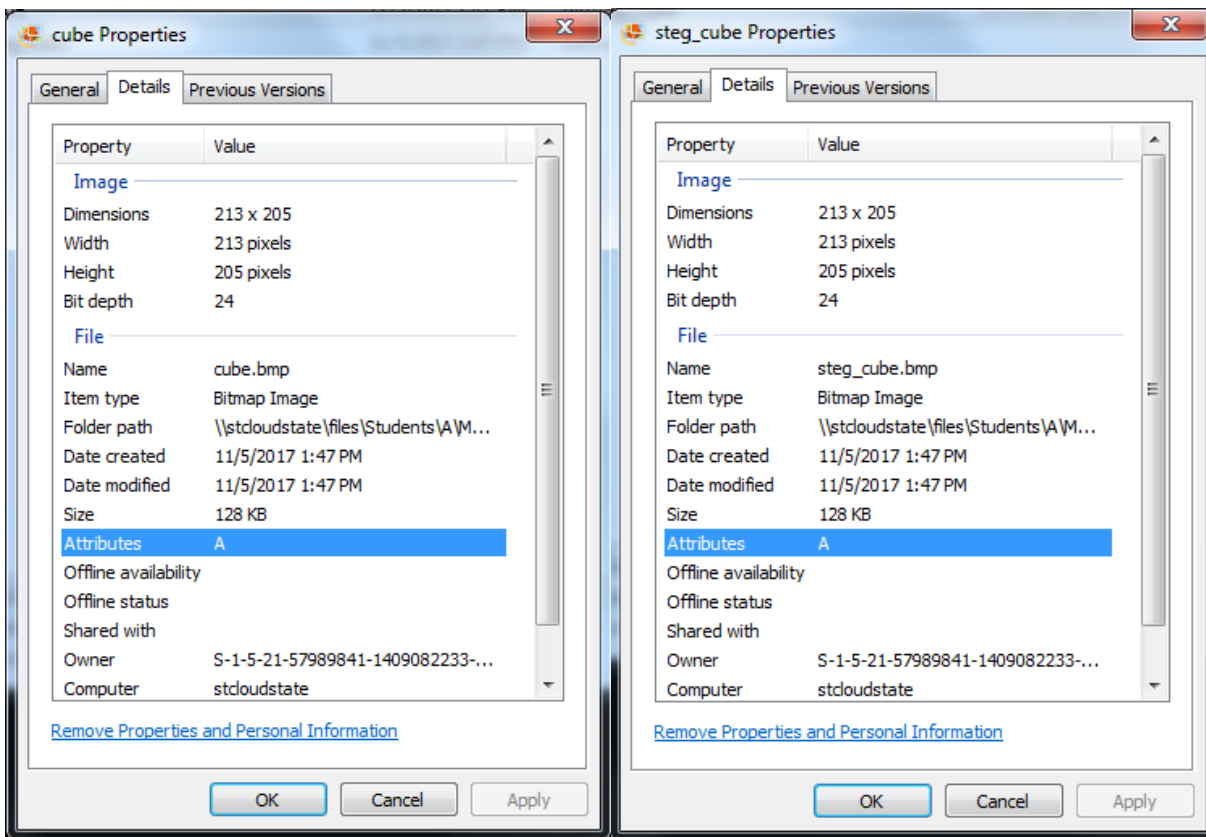 cube Properties
X
General Details Previous Versions
Property Value
Image
Dimensions 213 x 205
Width 213 pixels
Height 205 pixels
Bit depth 24
File
Name cube.bmp
Item type Bitmap Image
Folder path \\stcloudstate\files\Students\A\M...
Date created 11/5/2017 1:47 PM
Date modified 11/5/2017 1:47 PM
Size 128 KB
Attributes A
Offline availability
Offline status
Shared with
Owner S-1-5-21-57989841-1409082233-...
Computer stcloudstate
Remove Properties and Personal Information
OK Cancel Apply
steg_cube Properties
X
General Details Previous Versions
Property Value
Image
Dimensions 213 x 205
Width 213 pixels
Height 205 pixels
Bit depth 24
File
Name steg_cube.bmp
Item type Bitmap Image
Folder path \\stcloudstate\files\Students\A\M...
Date created 11/5/2017 1:47 PM
Date modified 11/5/2017 1:47 PM
Size 128 KB
Attributes A
Offline availability
Offline status
Shared with
Owner S-1-5-21-57989841-1409082233-...
Computer stcloudstate
Remove Properties and Personal Information
OK Cancel Apply